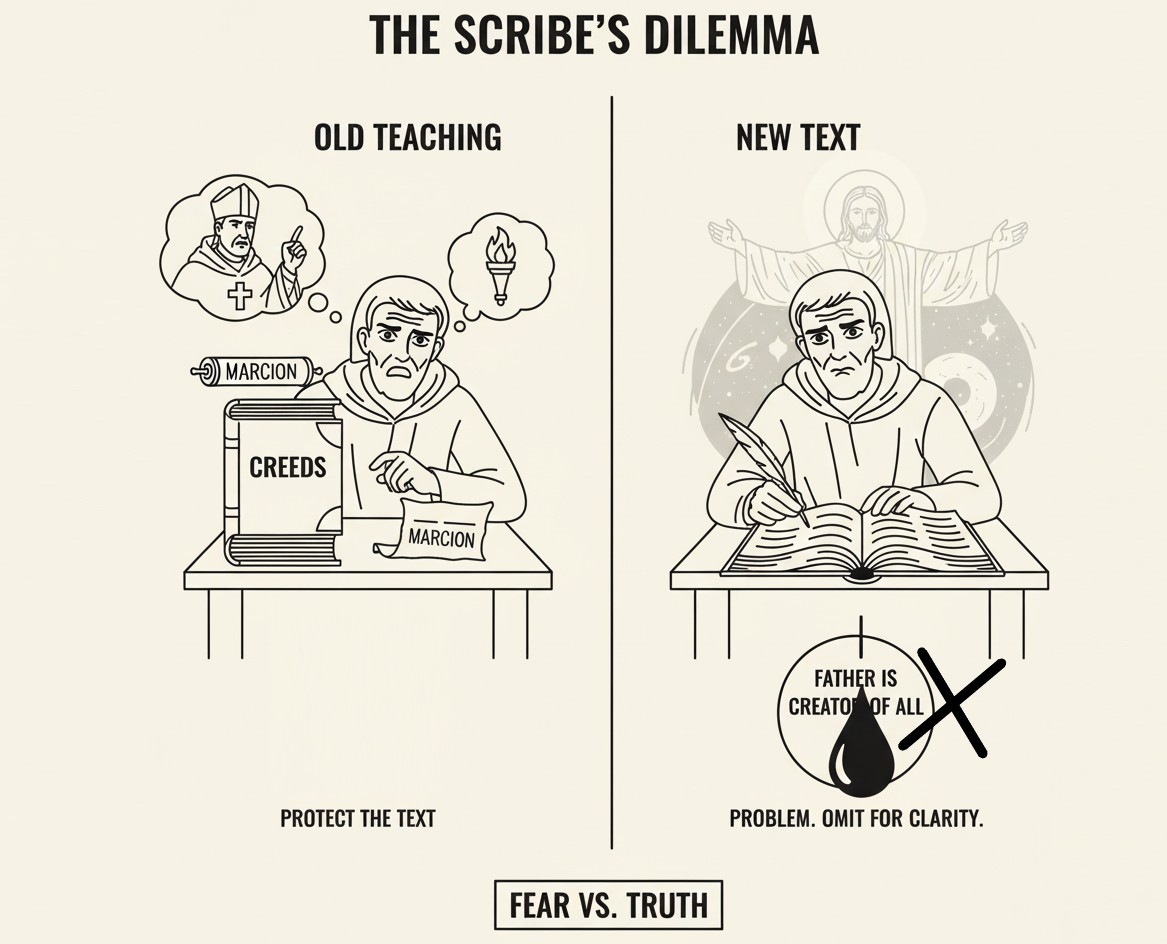 THE SCRIBE’S DILEMMA
OLD TEACHING
MARCION
CREEDS
MARCION
PROTECT THE TEXT
NEW TEXT
FATHER IS
CREATOR OF ALL
PROBLEM. OMIT FOR CLARITY.
FEAR VS. TRUTH